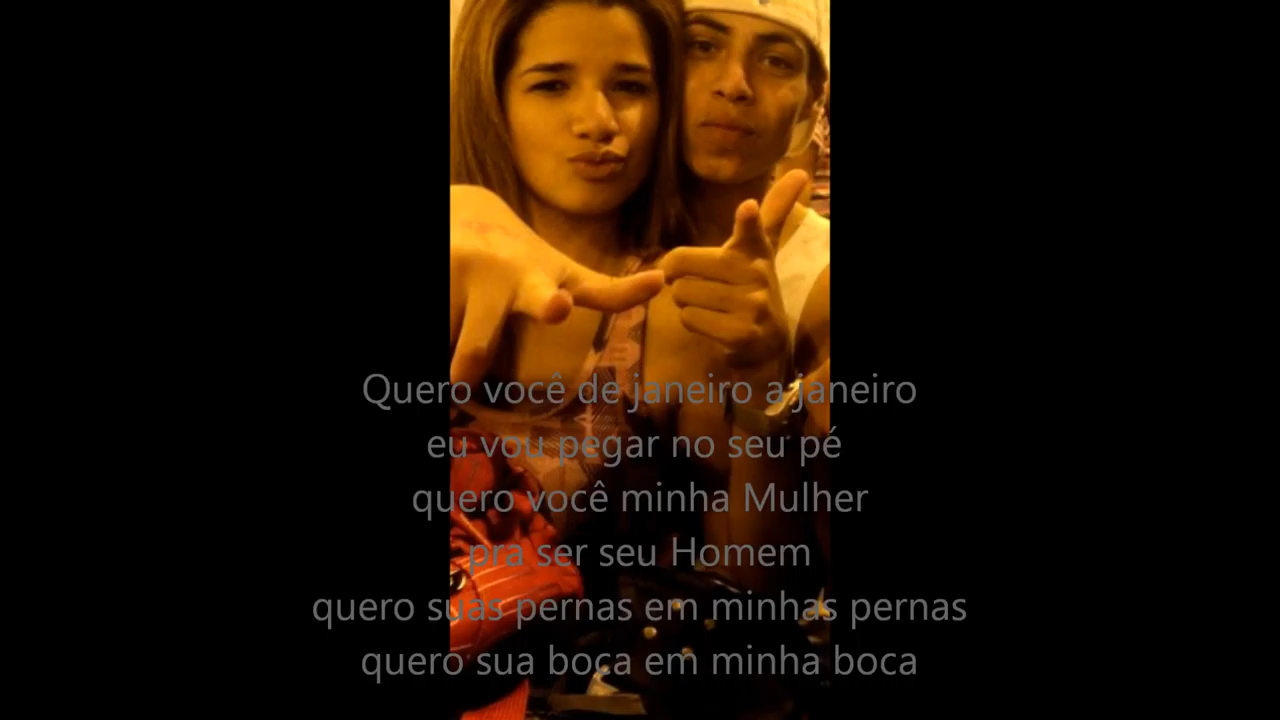 Quero você de janeiro a janeiro
eu vou pegar no seu pé
quero você minha Mulher
pra ser seu Homem
quero suas pernas em minhas pernas
quero sua boca em minha boca